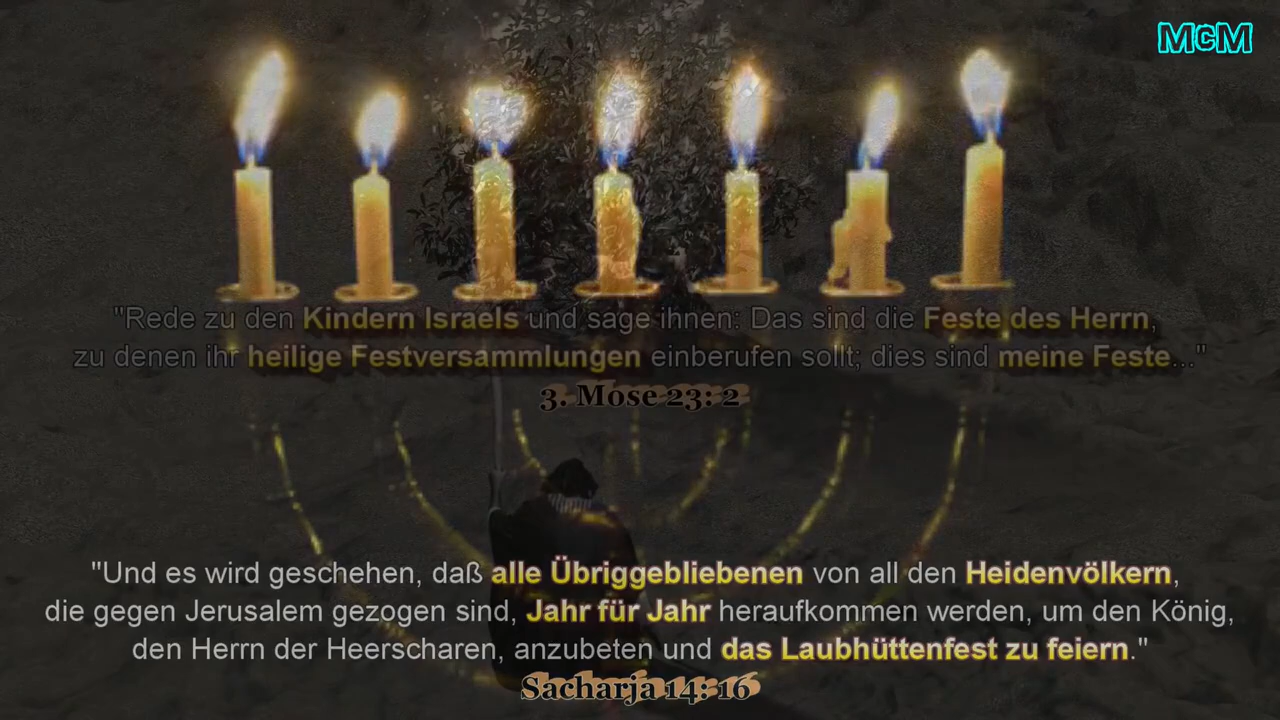 McM
"Rede zu den Kindern Israels und sage ihnen: Das sind die Feste des Herrn,
zu denen ihr heilige Festversammlungen einberufen sollt; dies sind meine Feste..."
3. Mose 23: 2
"Und es wird geschehen, daß alle Übriggebliebenen von all den Heidenvölkern,
die gegen Jerusalem gezogen sind, Jahr für Jahr heraufkommen werden, um den König,
den Herrn der Heerscharen, anzubeten und das Laubhüttenfest zu feiern."
Sacharja 14: 16